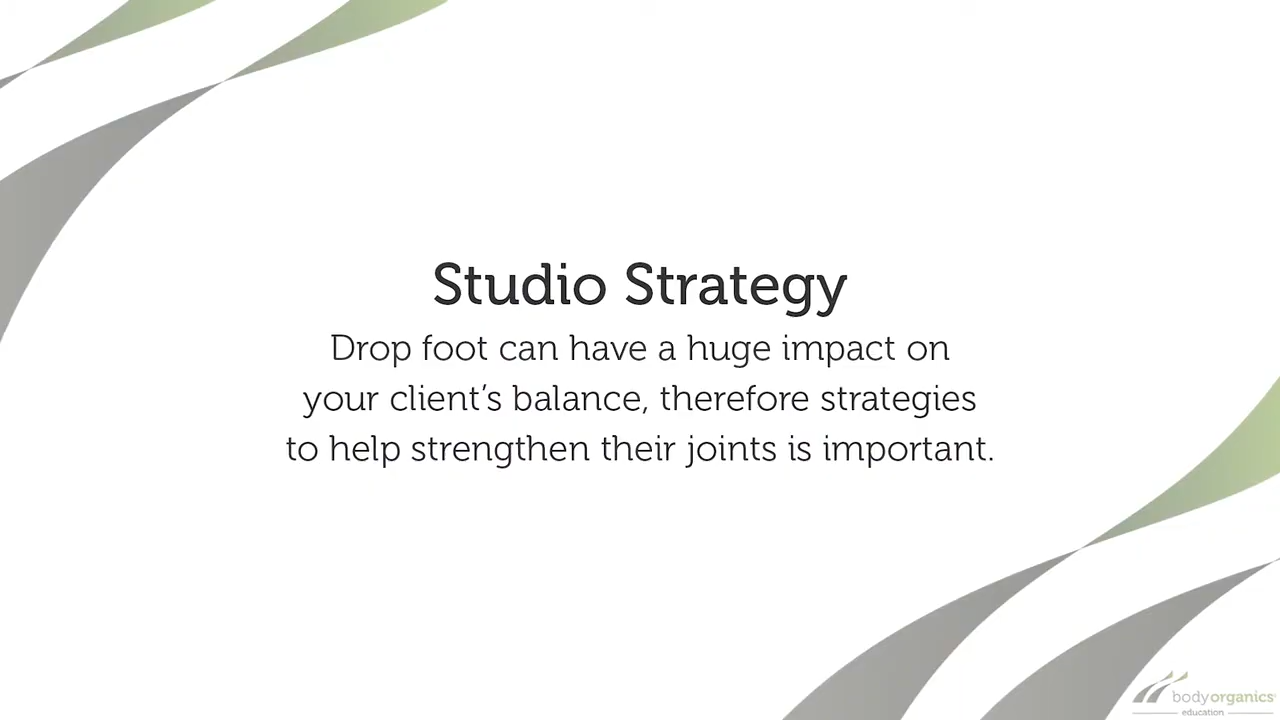 Studio Strategy
Drop foot can have a huge impact on
your client’s balance, therefore strategies
to help strengthen their joints is important.
bodyorganics
education